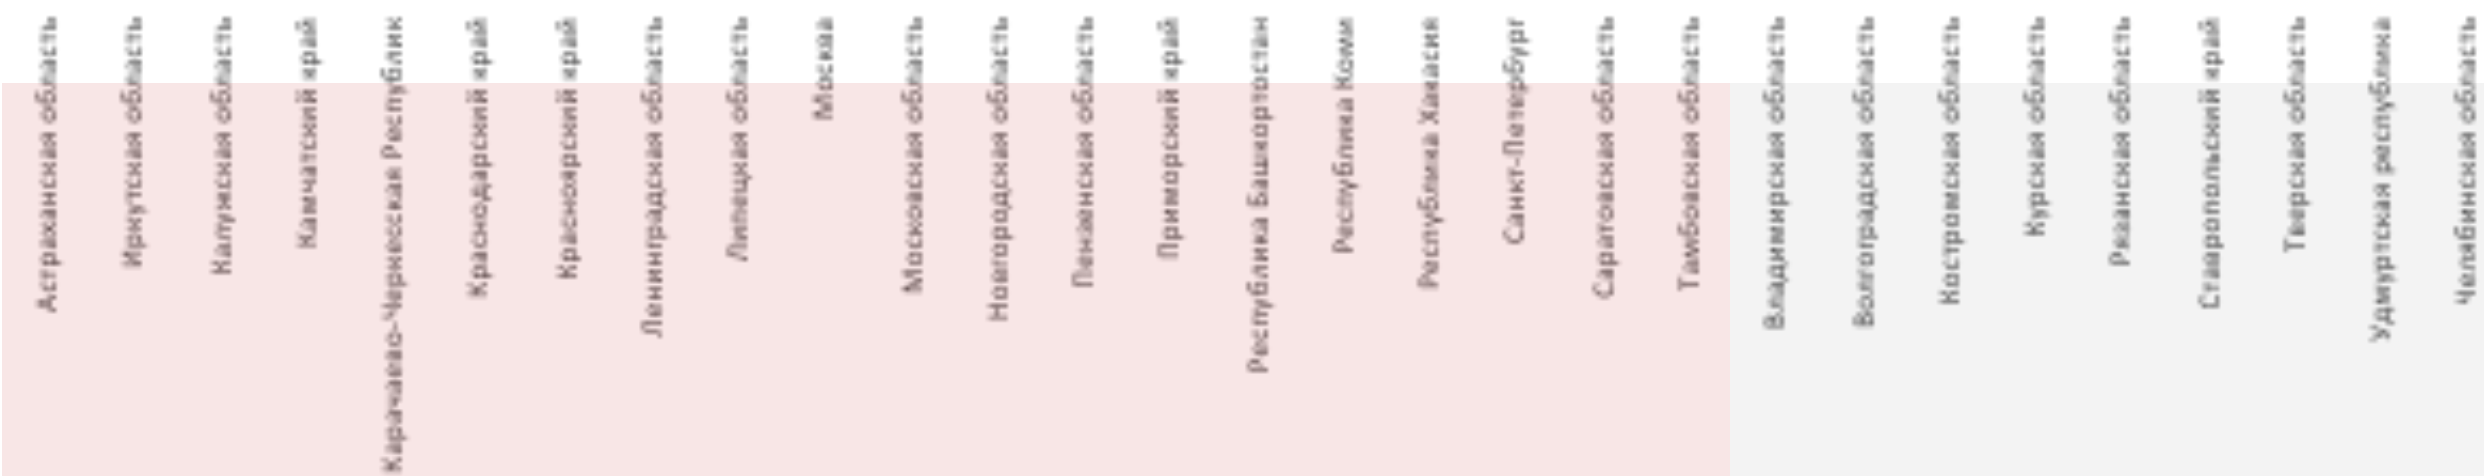 Астраханская область
Иркутская область
Калужская область
Камчатский край
Карачаево-Черкесская Республик
Краснодарский край
Красноярский край
Ленинградская область
Липецкая область
Москва
Московская область
Новгородская область
Пензенская область
Приморский край
Республика Башкортостан
Республика Коми
Республика Хакасия
Санкт-Петербург
Саратовская область
Тамбовская область
Владимирская область
Волгоградская область
Костромская область
Курская область
Рязанская область
Ставропольский край
Тверская область
Удмуртская республика
Челябинская область